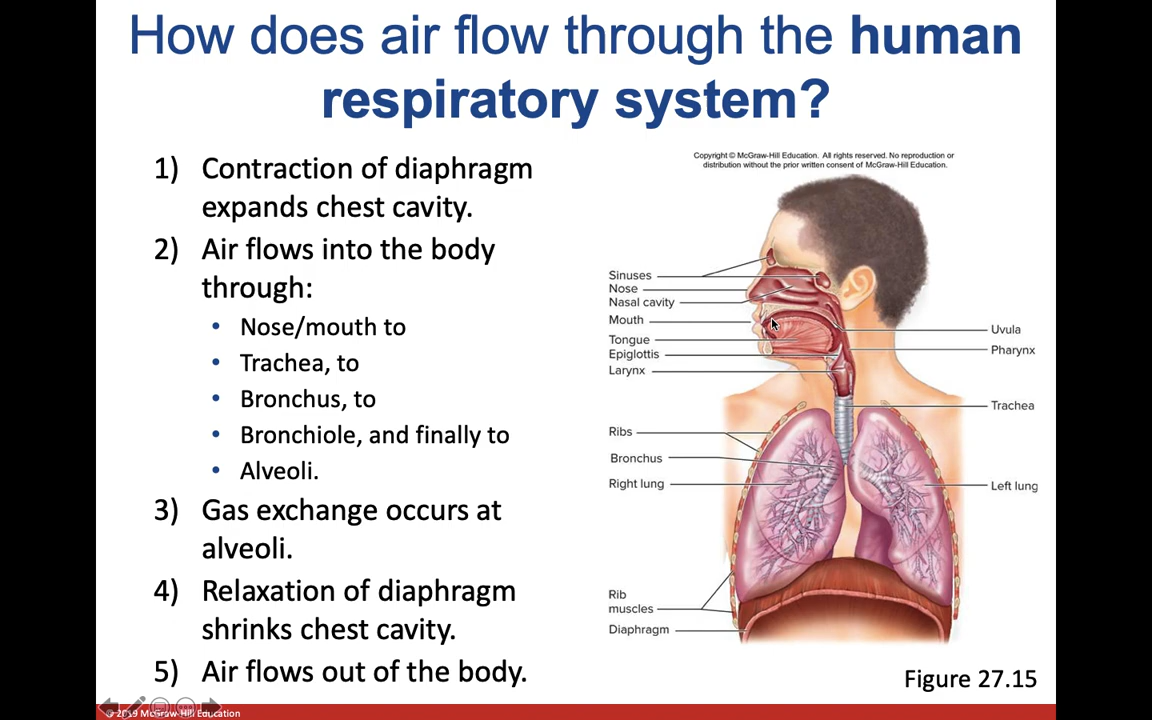 How does air flow through the human
respiratory system?
1) Contraction of diaphragm
expands chest cavity.
2) Air flows into the body
through:
• Nose/mouth to
• Trachea, to
• Bronchus, to
• Bronchiole, and finally to
• Alveoli.
3) Gas exchange occurs at
alveoli.
4) Relaxation of diaphragm
shrinks chest cavity.
5) Air flows out of the body.
Copyright © McGraw-Hill Education. All rights reserved. No reproduction or
distribution without the prior written consent of McGraw-Hill Education.
Sinuses
Nose
Nasal cavity
Mouth
Tongue
Epiglottis
Larynx
Uvula
Pharynx
Trachea
Ribs
Bronchus
Right lung
Left lung
Rib
muscles
Diaphragm
Figure 27.15
© 2019 McGraw-Hill Education